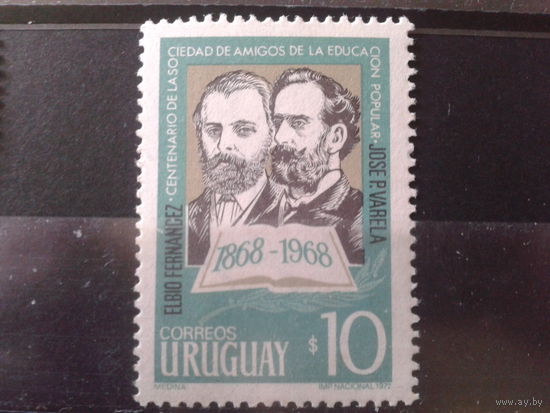 CENTENARIO DE LA SOCIEDAD DE AMIGOS DE LA EDUCACION POPULAR
ELBIO FERNANDEZ
JOSE P. VARELA
1868-1968
CORREOS
URUGUAY $ 10
MEDINA IMP. NACIONAL 1972
www.ay.by